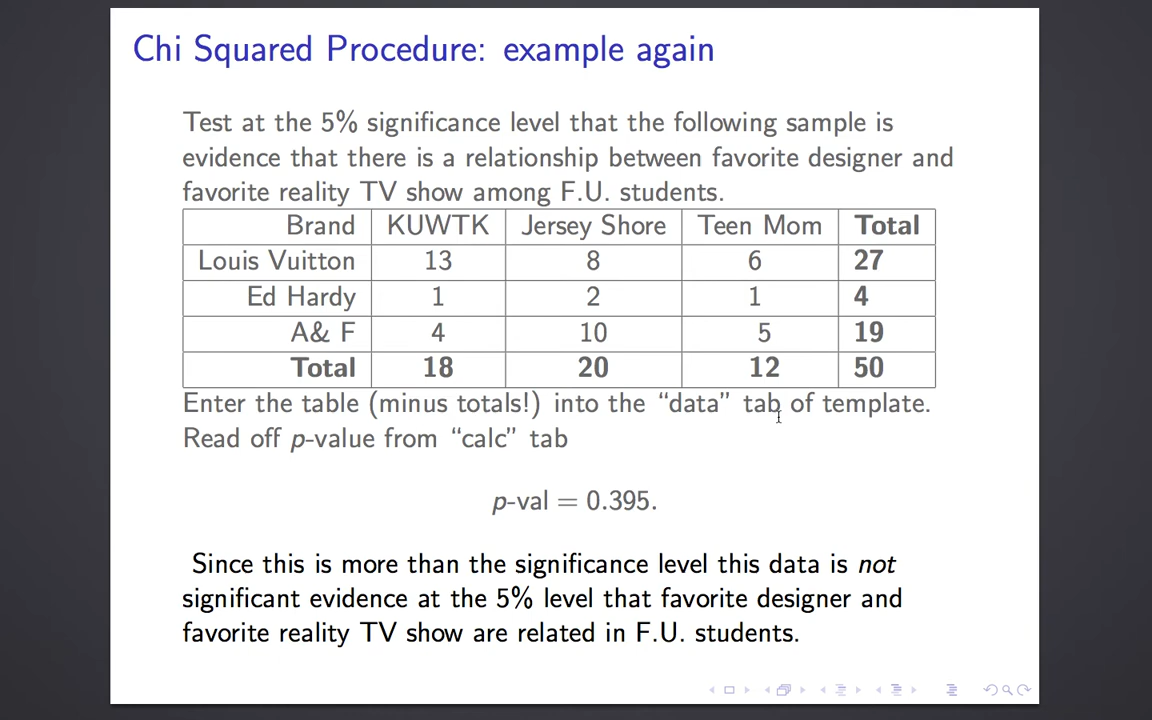 Chi Squared Procedure: example again
Test at the 5% significance level that the following sample is
evidence that there is a relationship between favorite designer and
favorite reality TV show among F.U. students.
Brand KUWTK Jersey Shore Teen Mom Total
Louis Vuitton 13 8 6 27
Ed Hardy 1 2 1 4
A& F 4 10 5 19
Total 18 20 12 50
Enter the table (minus totals!) into the “data” tab of template.
Read off p-value from “calc” tab
p-val = 0.395.
Since this is more than the significance level this data is not
significant evidence at the 5% level that favorite designer and
favorite reality TV show are related in F.U. students.